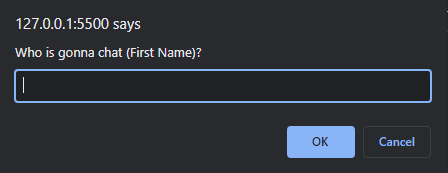 127.0.0.1:5500 says
Who is gonna chat (First Name)?
OK
Cancel